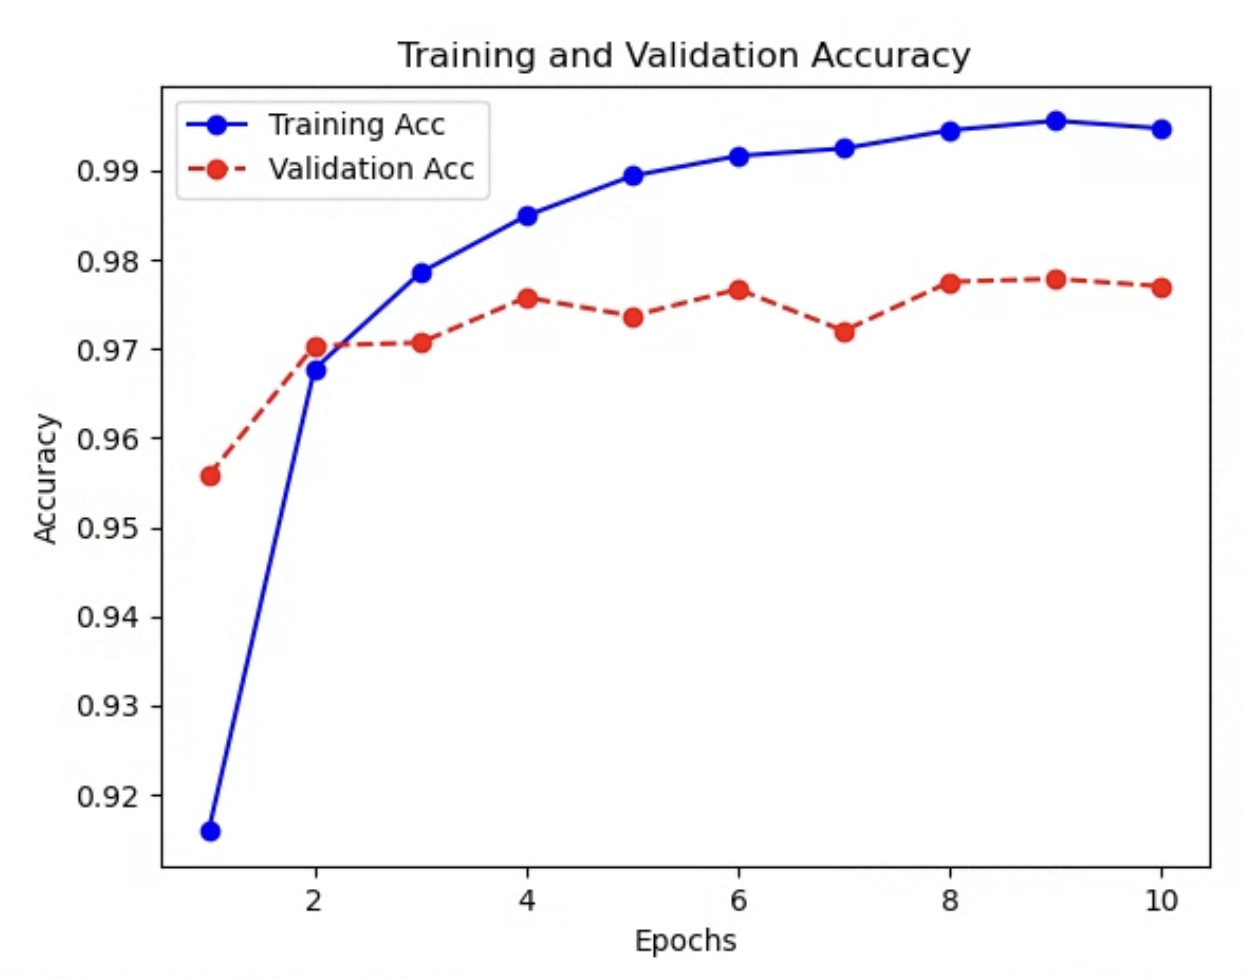 Training and Validation Accuracy
Training Acc
Validation Acc
0.99
0.98
0.97
0.96
0.95
0.94
0.93
0.92
Accuracy
2 4 6 8 10
Epochs